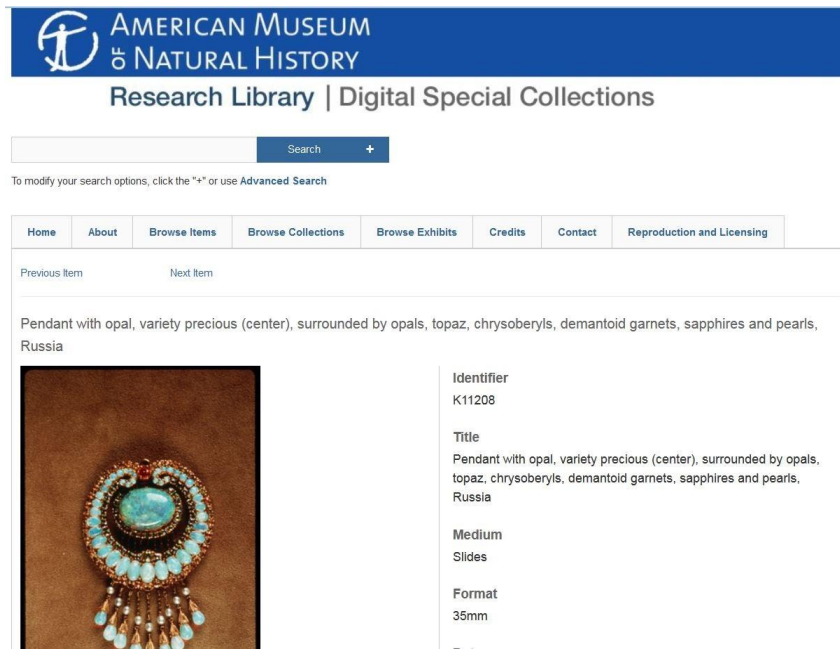 AMERICAN MUSEUM
OF NATURAL HISTORY
Research Library | Digital Special Collections
Search +
To modify your search options, click the "+" or use Advanced Search
Home About Browse Items Browse Collections Browse Exhibits Credits Contact Reproduction and Licensing
Previous Item Next Item
Pendant with opal, variety precious (center), surrounded by opals, topaz, chrysoberyls, demantoid garnets, sapphires and pearls,
Russia
Identifier
K11208
Title
Pendant with opal, variety precious (center), surrounded by opals,
topaz, chrysoberyls, demantoid garnets, sapphires and pearls,
Russia
Medium
Slides
Format
35mm